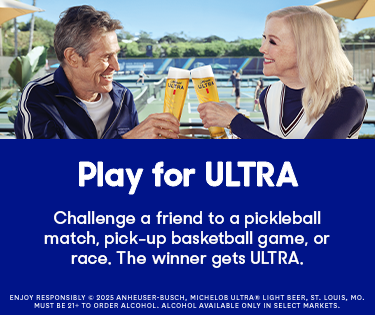 ULTRA ULTRA
Play for ULTRA
Challenge a friend to a pickleball
match, pick-up basketball game, or
race. The winner gets ULTRA.
ENJOY RESPONSIBLY © 2025 ANHEUSER-BUSCH, MICHELOB ULTRA® LIGHT BEER, ST. LOUIS, MO.
MUST BE 21+ TO ORDER ALCOHOL. ALCOHOL AVAILABLE ONLY IN SELECT MARKETS.